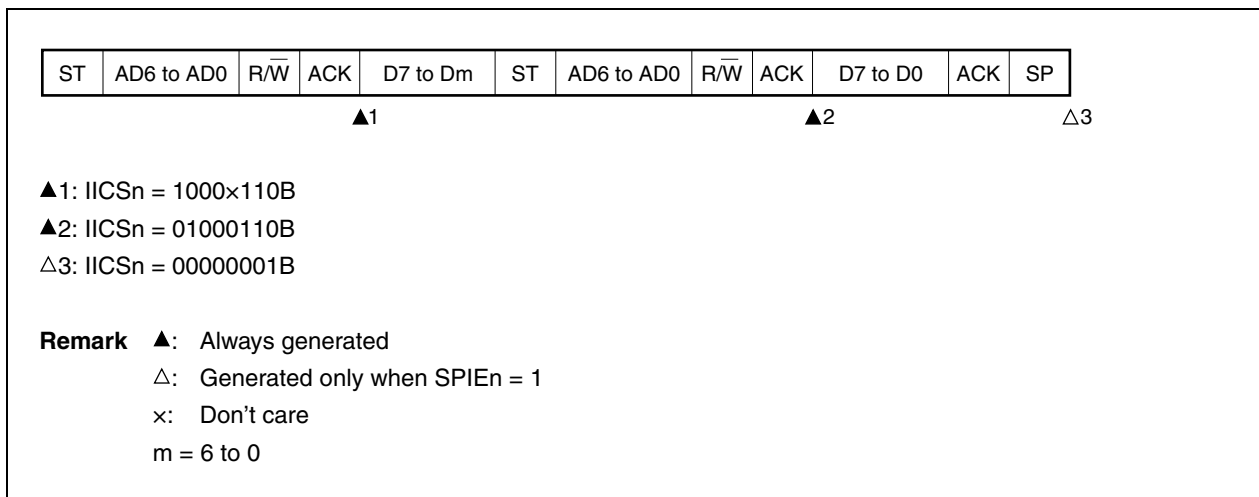 ST AD6 to AD0 R/W̅ ACK D7 to Dm ST AD6 to AD0 R/W̅ ACK D7 to D0 ACK SP
▲1 ▲2 △3
▲1: IICSn = 1000×110B
▲2: IICSn = 01000110B
△3: IICSn = 00000001B
Remark ▲: Always generated
△: Generated only when SPIEn = 1
×: Don't care
m = 6 to 0